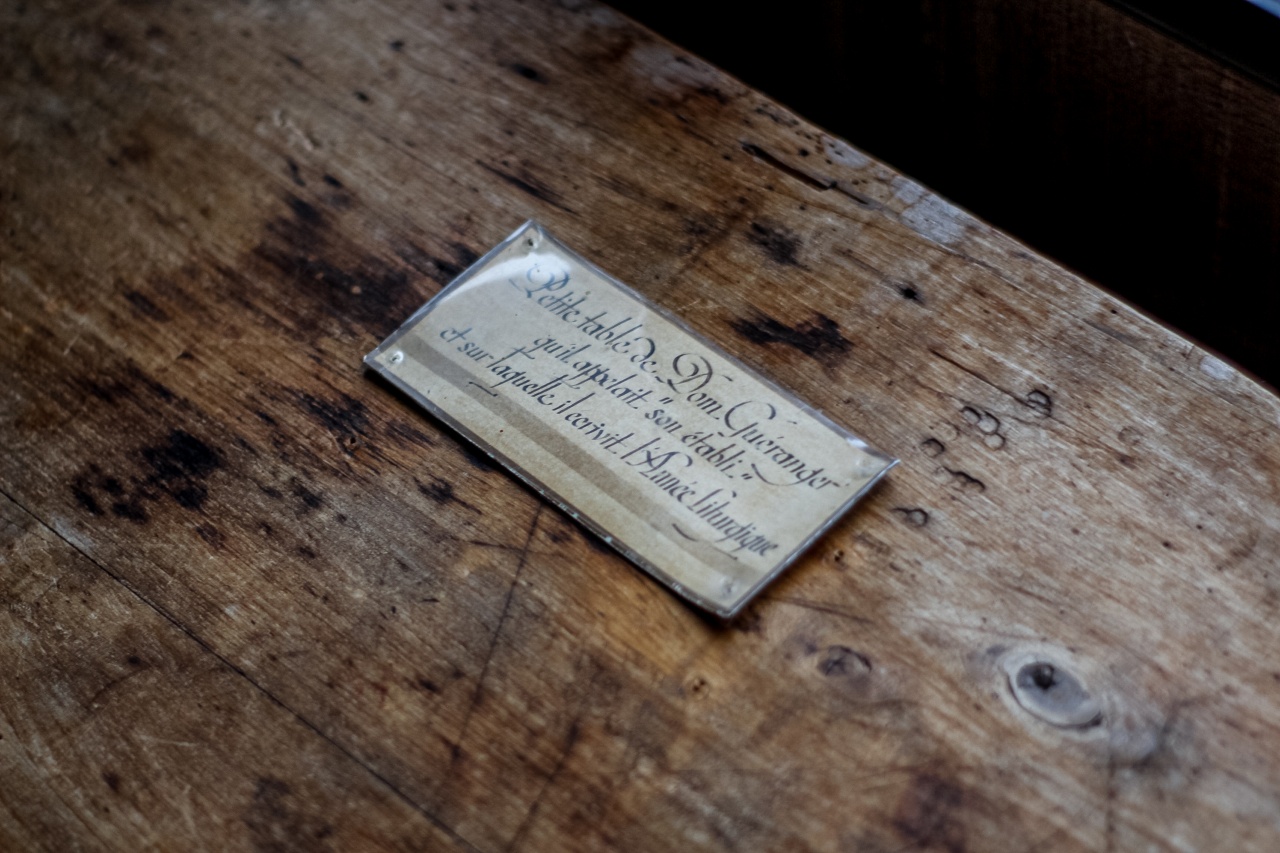 Petite table de Dom Guéranger
qu'il appelait "son établi."
et sur laquelle il écrivit l'Année liturgique